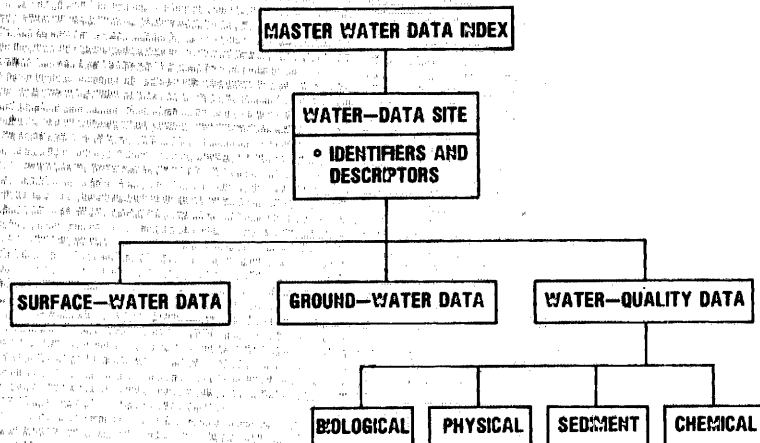 MASTER WATER DATA INDEX
WATER—DATA SITE
° IDENTIFIERS AND
DESCRIPTORS
SURFACE—WATER DATA
GROUND—WATER DATA
WATER—QUALITY DATA
BIOLOGICAL
PHYSICAL
SEDIMENT
CHEMICAL